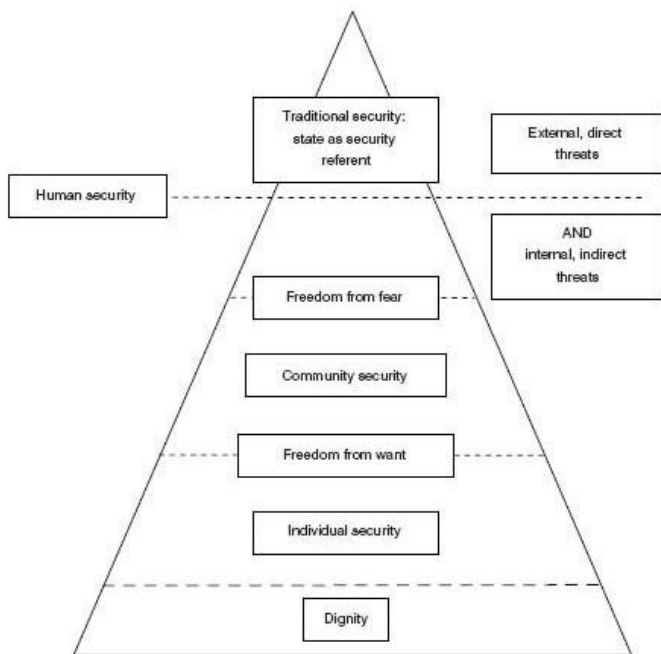 Traditional security:
state as security
referent
External, direct
threats
Human security
AND
internal, indirect
threats
Freedom from fear
Community security
Freedom from want
Individual security
Dignity